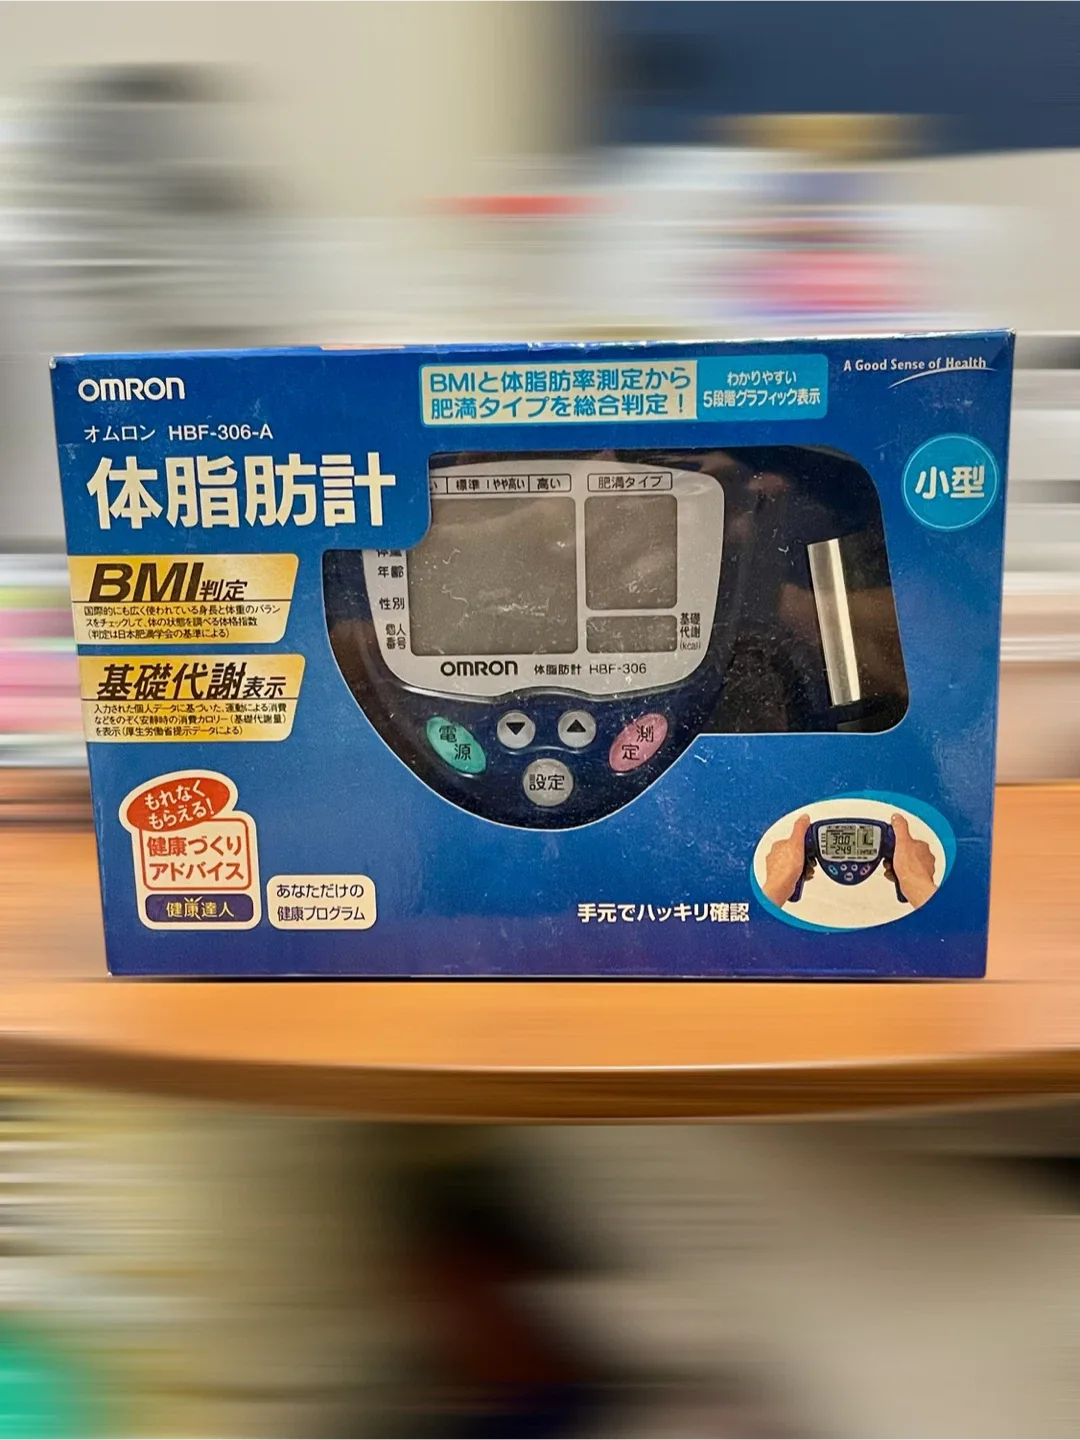 OMRON
オムロン HBF-306-A
体脂肪計
BMIと体脂肪率測定から
肥満タイプを総合判定!
わかりやすい
5段階グラフィック表示
A Good Sense of Health
小型
BMI判定
国際的にも広く使われている身長と体重のバラン
スをチェックして、体の状態を調べる体格指数
(判定は日本肥満学会の基準による)
基礎代謝表示
入力された個人データに基づいた、運動による消費
などをのぞく安静時の消費カロリー(基礎代謝量)
を表示(厚生労働省提示データによる)
い 標準 やや高い 高い
肥満タイプ
体重
年齢
性別
個人
番号
基礎
代謝
(kcal)
OMRON 体脂肪計 HBF-306
電源
測定
設定
もれなく
もらえる!
健康づくり
アドバイス
健康達人
あなただけの
健康プログラム
手元でハッキリ確認